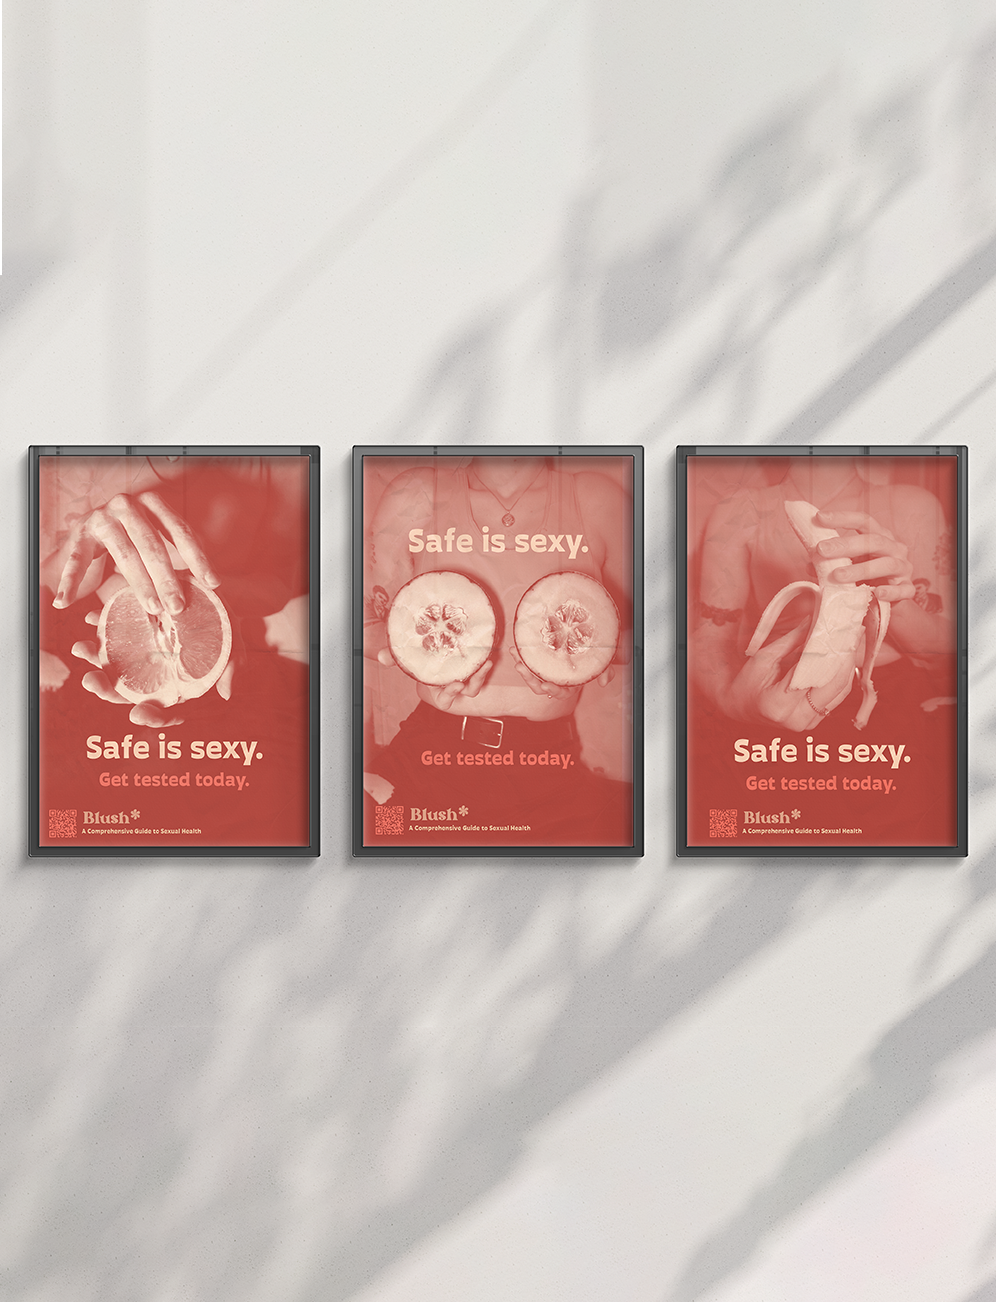 Safe is sexy.
Get tested today.
Blush*
A Comprehensive Guide to Sexual Health
Safe is sexy.
Get tested today.
Blush*
A Comprehensive Guide to Sexual Health
Safe is sexy.
Get tested today.
Blush*
A Comprehensive Guide to Sexual Health